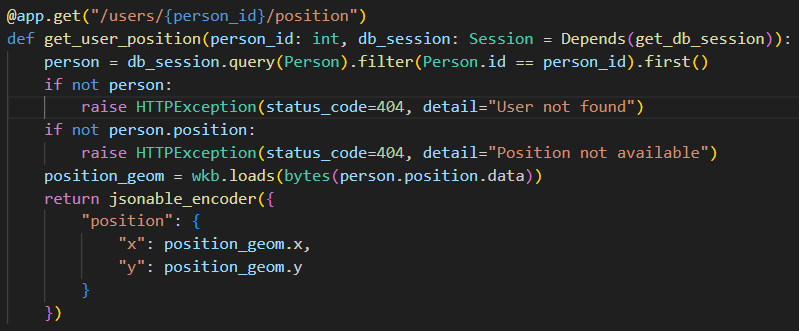 @app.get("/users/{person_id}/position")
def get_user_position(person_id: int, db_session: Session = Depends(get_db_session)):
    person = db_session.query(Person).filter(Person.id == person_id).first()
    if not person:
        raise HTTPException(status_code=404, detail="User not found")
    if not person.position:
        raise HTTPException(status_code=404, detail="Position not available")
    position_geom = wkb.loads(bytes(person.position.data))
    return jsonable_encoder({
        "position": {
            "x": position_geom.x,
            "y": position_geom.y
        }
    })